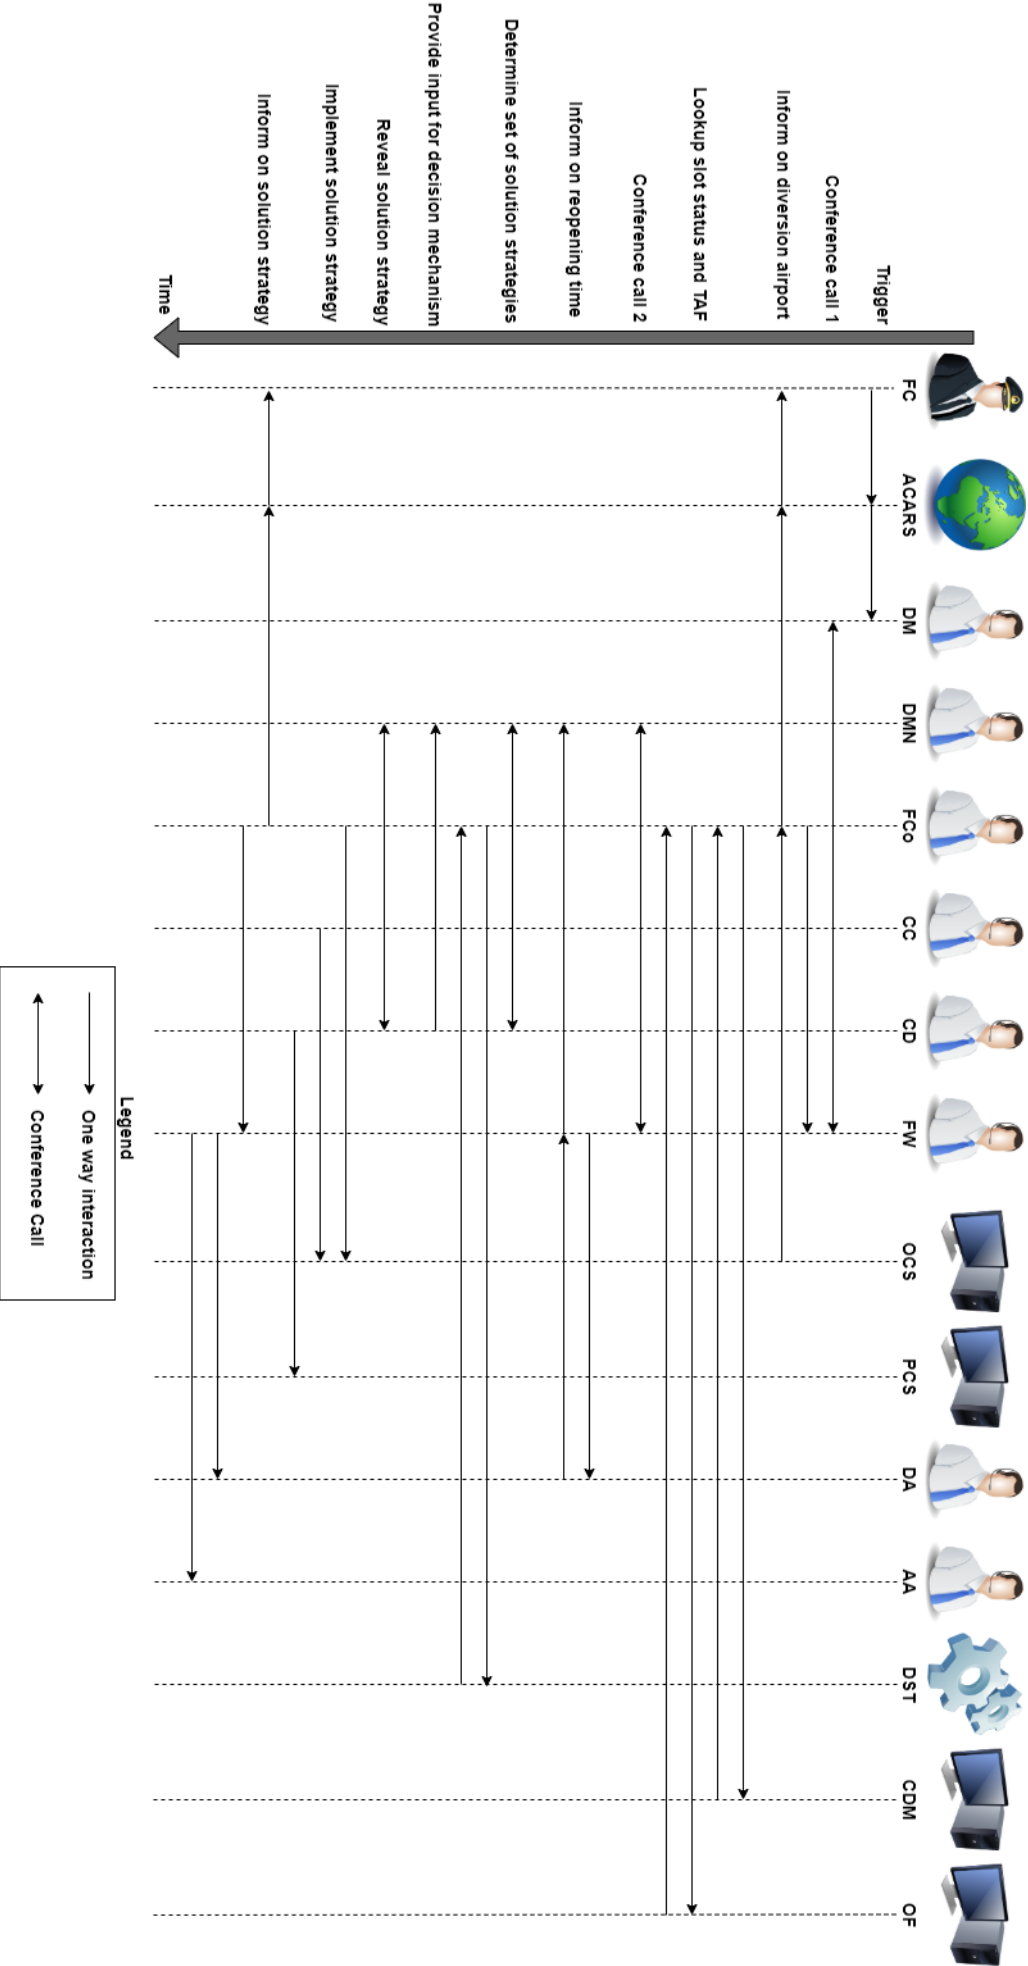 FC
ACARS
DM
DMN
FCo
CC
CD
FW
OCS
PCS
DA
AA
DST
CDM
OF
Trigger
Conference call 1
Inform on diversion airport
Lookup slot status and TAF
Conference call 2
Inform on reopening time
Determine set of solution strategies
Provide input for decision mechanism
Reveal solution strategy
Implement solution strategy
Inform on solution strategy
Time
Legend
One way interaction
Conference Call